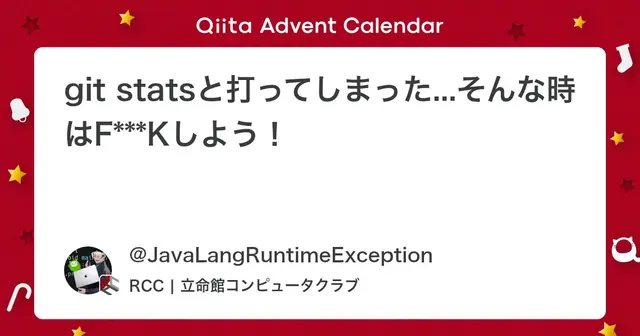 Qiita Advent Calendar
git statsと打ってしまった...そんな時
はF***Kしよう！
@JavaLangRuntimeException
RCC | 立命館コンピュータクラブ